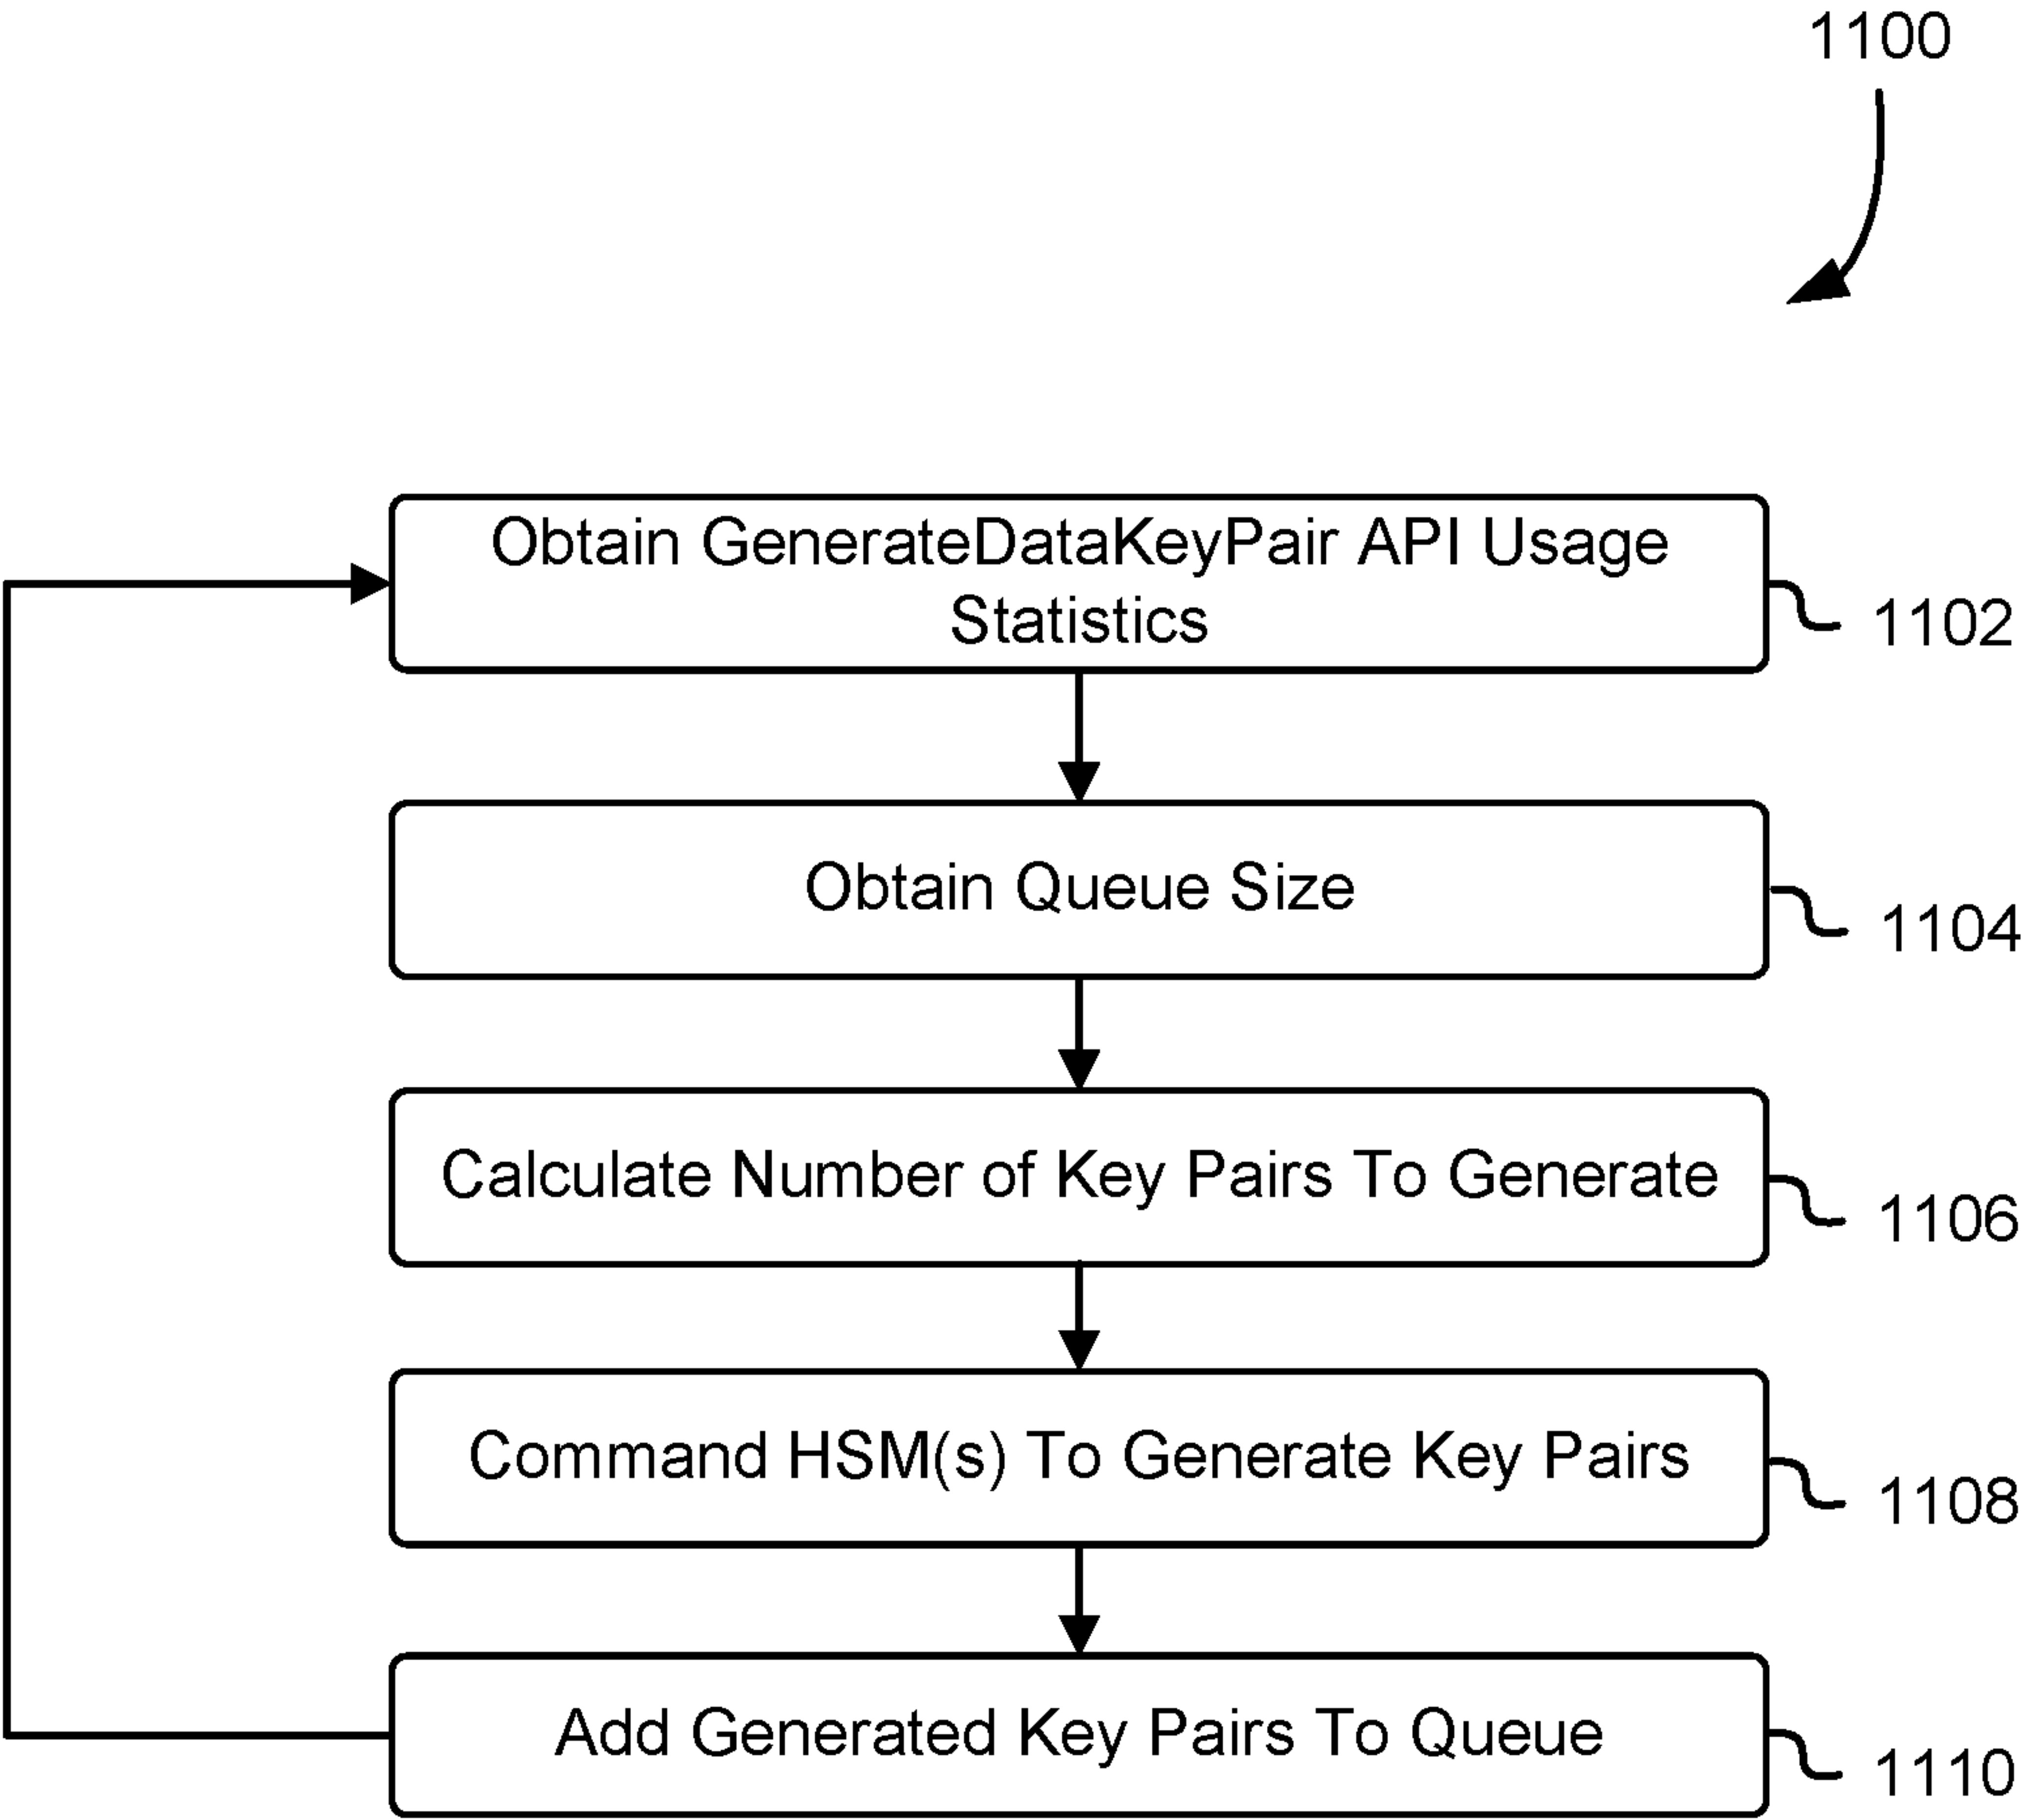 1100
Obtain GenerateDataKeyPair API Usage
Statistics
1102
Obtain Queue Size
1104
Calculate Number of Key Pairs To Generate
1106
Command HSM(s) To Generate Key Pairs
1108
Add Generated Key Pairs To Queue
1110